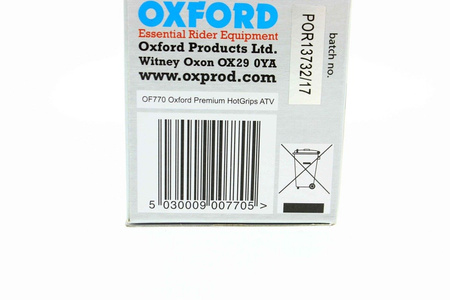 OXFORD
Essential Rider Equipment
Oxford Products Ltd.
Witney Oxon OX29 0YA
www.oxprod.com
OF770 Oxford Premium HotGrips ATV
5 030009 007705 >
POR13732/17
batch no.